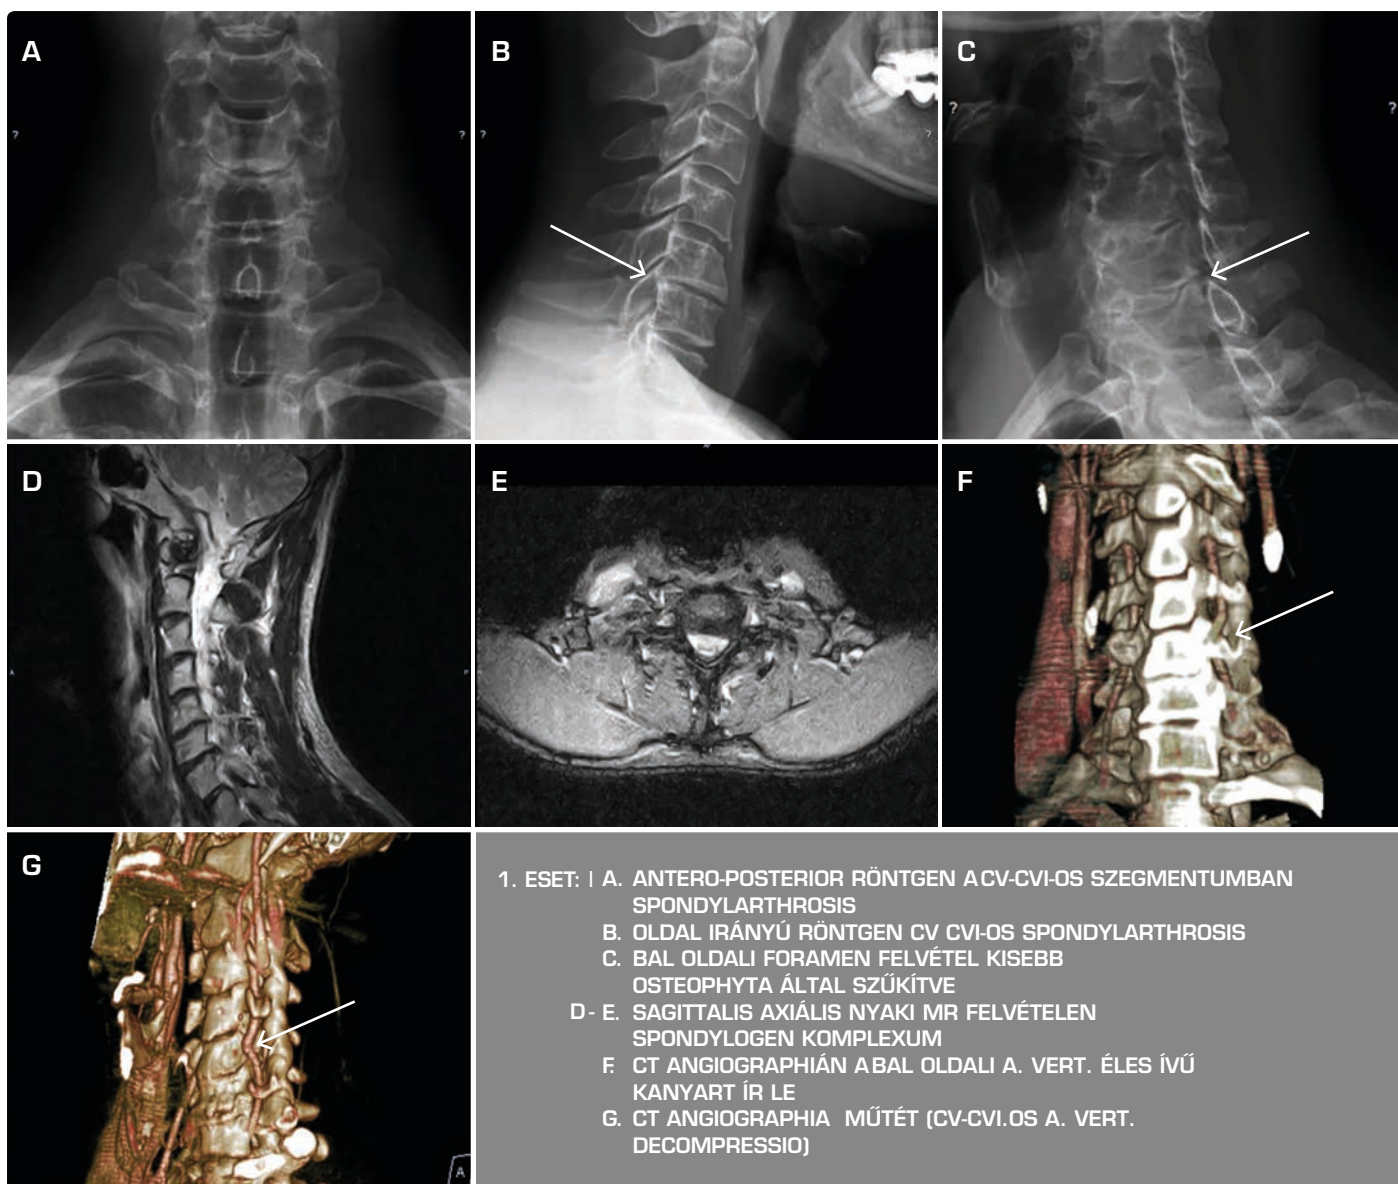 A
B
C
?
?
?
?
?
?
D
E
F
A
P
G
A
1. ESET: | A. ANTERO-POSTERIOR RÖNTGEN A CV-CVI-OS SZEGMENTUMBAN
SPONDYLARTHROSIS
B. OLDAL IRÁNYÚ RÖNTGEN CV CVI-OS SPONDYLARTHROSIS
C. BAL OLDALI FORAMEN FELVÉTEL KISEBB
OSTEOPHYTA ÁLTAL SZŰKÍTVE
D- E. SAGITTALIS AXIÁLIS NYAKI MR FELVÉTELEN
SPONDYLOGEN KOMPLEXUM
F. CT ANGIOGRAPHIÁN A BAL OLDALI A. VERT. ÉLES ÍVŰ
KANYART ÍR LE
G. CT ANGIOGRAPHIA MŰTÉT (CV-CVI.OS A. VERT.
DECOMPRESSIO)